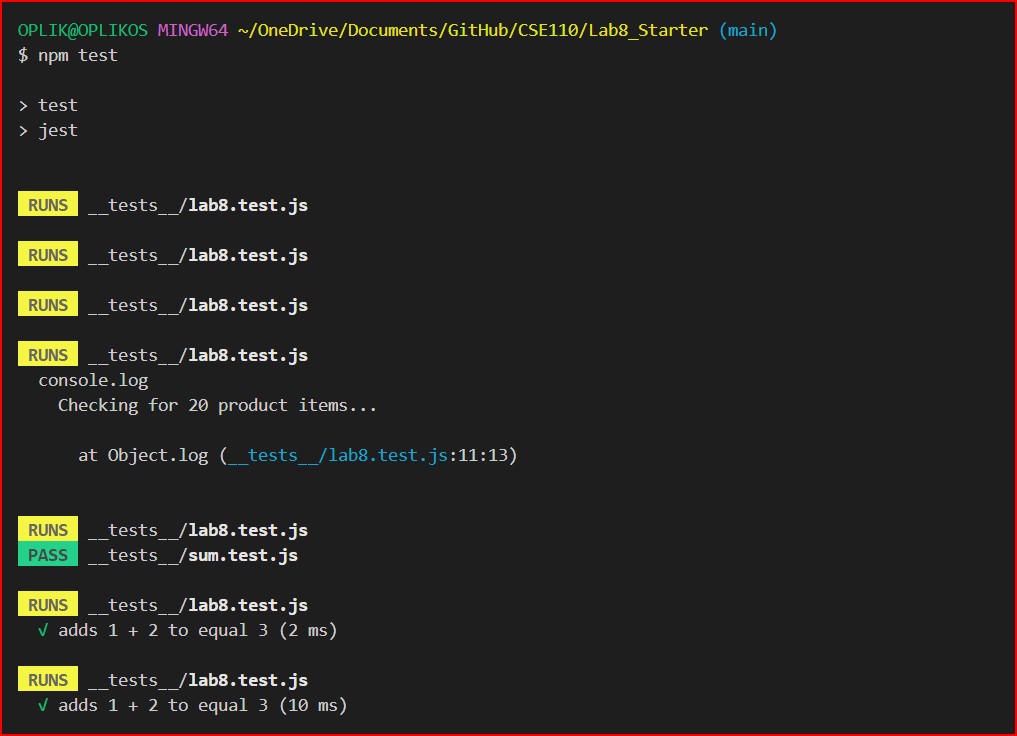 OPLIK@OPLIKOS MINGW64 ~/OneDrive/Documents/GitHub/CSE110/Lab8_Starter (main)
$ npm test
> test
> jest
RUNS __tests__/lab8.test.js
RUNS __tests__/lab8.test.js
RUNS __tests__/lab8.test.js
RUNS __tests__/lab8.test.js
console.log
Checking for 20 product items...
at Object.log (__tests__/lab8.test.js:11:13)
RUNS __tests__/lab8.test.js
PASS __tests__/sum.test.js
RUNS __tests__/lab8.test.js
√ adds 1 + 2 to equal 3 (2 ms)
RUNS __tests__/lab8.test.js
√ adds 1 + 2 to equal 3 (10 ms)